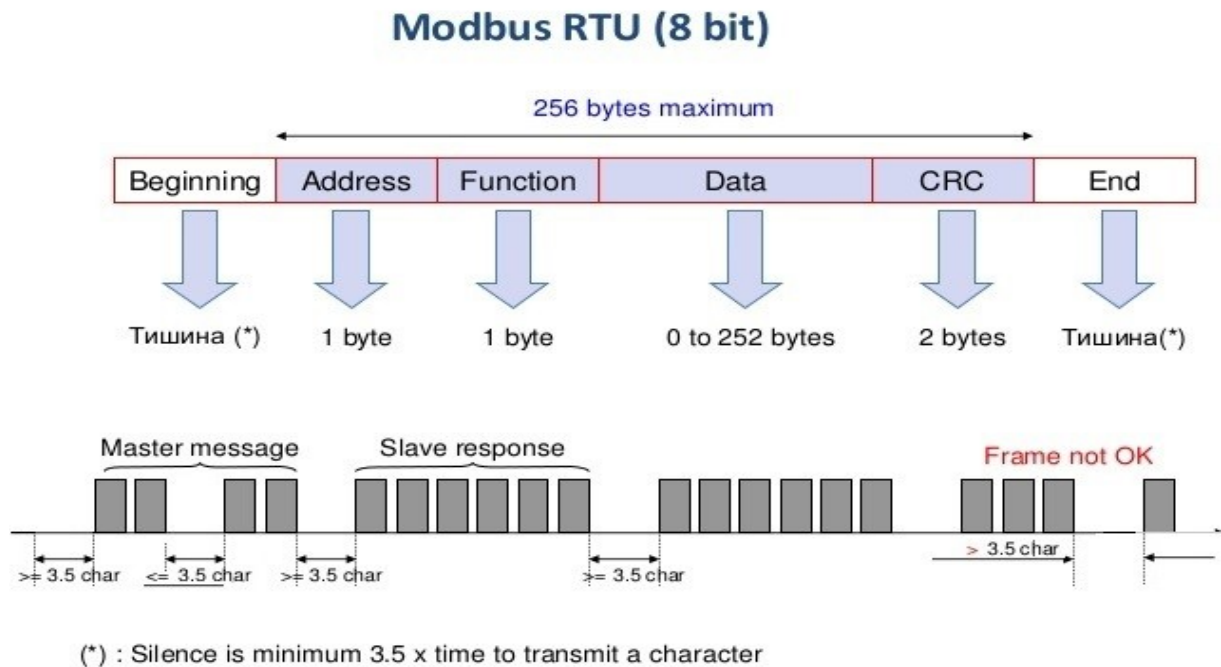 Modbus RTU (8 bit)
256 bytes maximum
Beginning Address Function Data CRC End
Тишина (*) 1 byte 1 byte 0 to 252 bytes 2 bytes Тишина(*)
Master message Slave response Frame not OK
>= 3.5 char <= 3.5 char >= 3.5 char >= 3.5 char > 3.5 char
(*) : Silence is minimum 3.5 x time to transmit a character